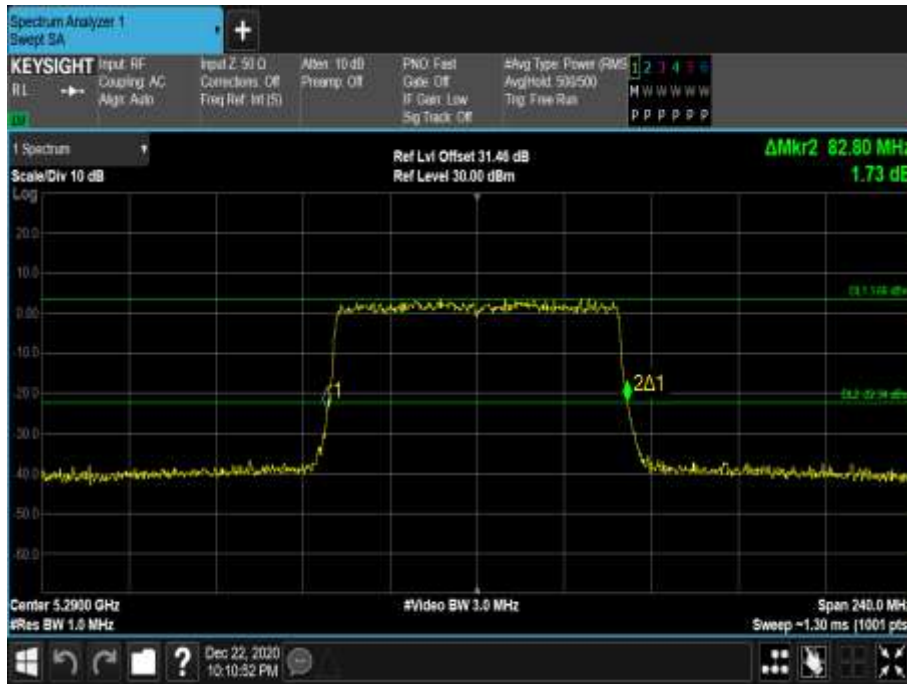 Spectrum Analyzer 1
Swept SA
+
KEYSIGHT
RL
Input: RF
Coupling: AC
Align: Auto
Input Z: 50 Ω
Corrections: Off
Freq Ref: Int (S)
Atten: 10 dB
Preamp: Off
PNO: Fast
Gate: Off
IF Gain: Low
Sig Track: Off
#Avg Type: Power (RMS
Avg|Hold: 500/500
Trig: Free Run
1 2 3 4 5 6
M W W W W W
P P P P P P
1 Spectrum
Scale/Div 10 dB
Log
Ref Lvl Offset 31.46 dB
Ref Level 30.00 dBm
ΔMkr2 82.80 MHz
1.73 dB
20.0
10.0
0.00
-10.0
-20.0
-30.0
-40.0
-50.0
-60.0
1
2Δ1
Center 5.2900 GHz
#Res BW 1.0 MHz
#Video BW 3.0 MHz
Span 240.0 MHz
Sweep ~1.30 ms (1001 pts
?
Dec 22, 2020
10:10:52 PM